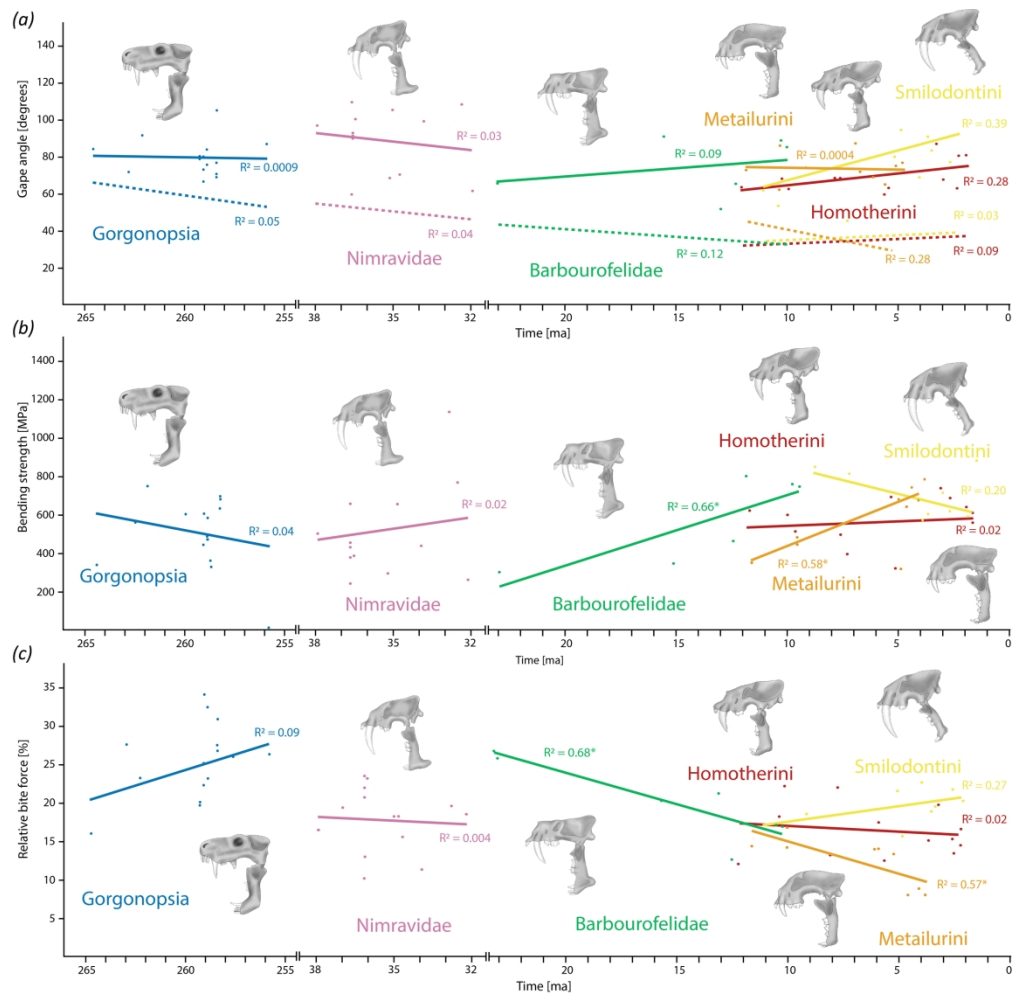 (a)
Gape angle [degrees]
140
120
100
80
60
40
20
Gorgonopsia
R² = 0.0009
R² = 0.05
Nimravidae
R² = 0.03
R² = 0.04
Barbourofelidae
R² = 0.09
R² = 0.12
Metailurini
R² = 0.0004
R² = 0.28
Smilodontini
R² = 0.39
R² = 0.03
Homotherini
R² = 0.28
R² = 0.09
265 260 255 38 35 32 20 15 10 5 0
Time [ma]
(b)
Bending strength [MPa]
1400
1200
1000
800
600
400
200
Gorgonopsia
R² = 0.04
Nimravidae
R² = 0.02
Barbourofelidae
R² = 0.66*
Homotherini
R² = 0.02
Smilodontini
R² = 0.20
Metailurini
R² = 0.58*
265 260 255 38 35 32 20 15 10 5 0
Time [ma]
(c)
Relative bite force [%]
35
30
25
20
15
10
5
Gorgonopsia
R² = 0.09
Nimravidae
R² = 0.004
Barbourofelidae
R² = 0.68*
Homotherini
R² = 0.02
Smilodontini
R² = 0.27
Metailurini
R² = 0.57*
265 260 255 38 35 32 20 15 10 5 0
Time [ma]